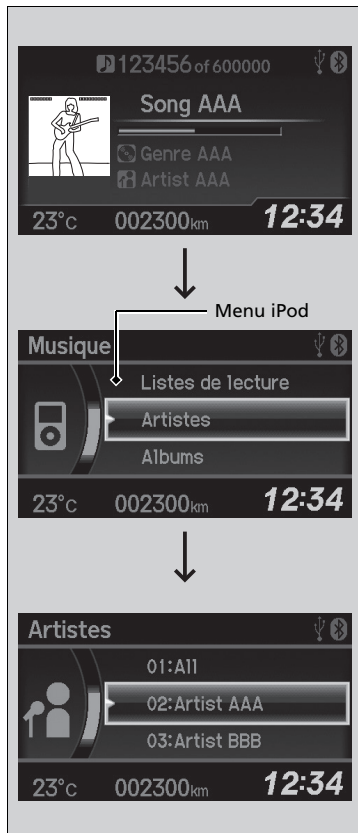 123456 of 600000
Song AAA
Genre AAA
Artist AAA
23°C 002300km 12:34
Menu iPod
Musique
Listes de lecture
Artistes
Albums
23°C 002300km 12:34
Artistes
01:All
02:Artist AAA
03:Artist BBB
23°C 002300km 12:34